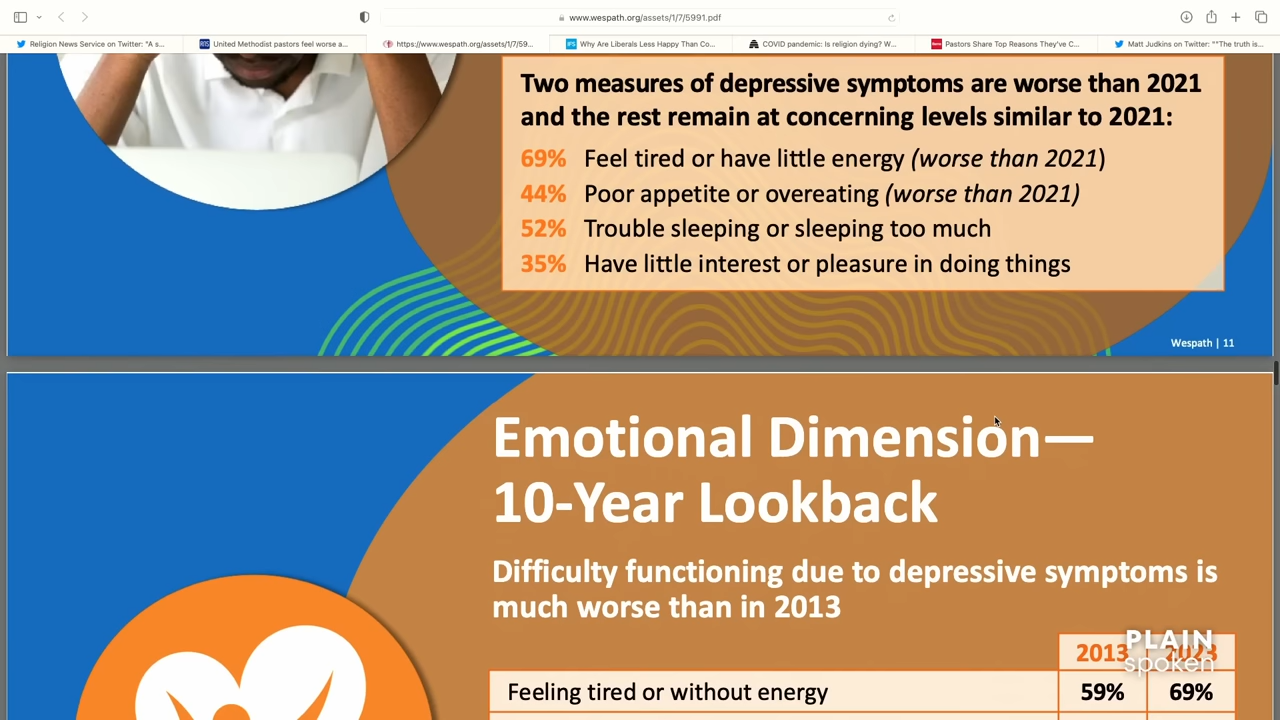 www.wespath.org/assets/1/7/5991.pdf
Religion News Service on Twitter: "A s...
United Methodist pastors feel worse a...
https://www.wespath.org/assets/1/7/59...
Why Are Liberals Less Happy Than Co...
COVID pandemic: Is religion dying? W...
Pastors Share Top Reasons They've C...
Matt Judkins on Twitter: "“The truth is...
Two measures of depressive symptoms are worse than 2021
and the rest remain at concerning levels similar to 2021:
69% Feel tired or have little energy (worse than 2021)
44% Poor appetite or overeating (worse than 2021)
52% Trouble sleeping or sleeping too much
35% Have little interest or pleasure in doing things
Wespath | 11
Emotional Dimension—
10-Year Lookback
Difficulty functioning due to depressive symptoms is
much worse than in 2013
2013 2023
PLAIN
spoken
Feeling tired or without energy 59% 69%